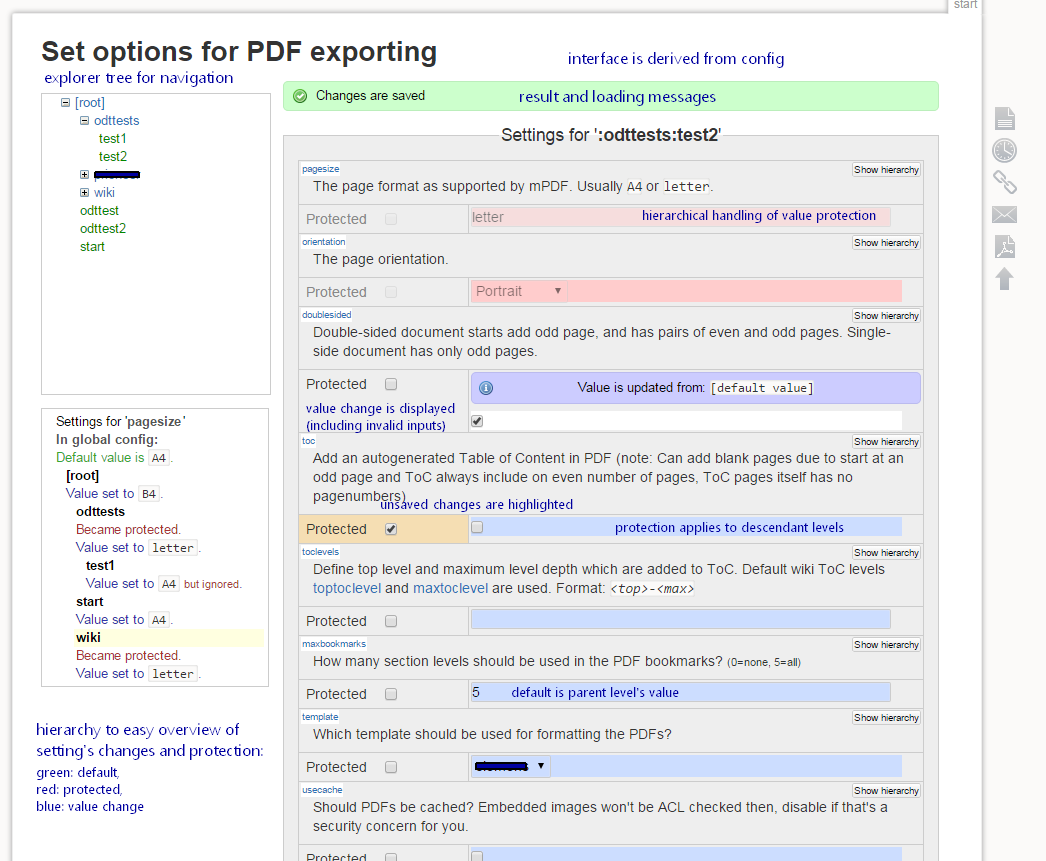 start
Set options for PDF exporting
interface is derived from config
explorer tree for navigation
[root]
odttests
test1
test2
wiki
odttest
odttest2
start
Settings for 'pagesize'
In global config:
Default value is A4.
[root]
Value set to B4.
odttests
Became protected.
Value set to letter.
test1
Value set to A4 but ignored.
start
Value set to A4.
wiki
Became protected.
Value set to letter.
hierarchy to easy overview of
setting's changes and protection:
green: default,
red: protected,
blue: value change
Changes are saved
result and loading messages
Settings for ':odttests:test2'
pagesize
Show hierarchy
The page format as supported by mPDF. Usually A4 or letter.
Protected
letter
hierarchical handling of value protection
orientation
Show hierarchy
The page orientation.
Protected
Portrait
doublesided
Show hierarchy
Double-sided document starts add odd page, and has pairs of even and odd pages. Single-
side document has only odd pages.
Protected
Value is updated from: [default value]
value change is displayed
(including invalid inputs)
toc
Show hierarchy
Add an autogenerated Table of Content in PDF (note: Can add blank pages due to start at an
odd page and ToC always include on even number of pages, ToC pages itself has no
pagenumbers)
unsaved changes are highlighted
Protected
protection applies to descendant levels
toclevels
Show hierarchy
Define top level and maximum level depth which are added to ToC. Default wiki ToC levels
toptoclevel and maxtoclevel are used. Format: <top>-<max>
Protected
maxbookmarks
Show hierarchy
How many section levels should be used in the PDF bookmarks? (0=none, 5=all)
Protected
5
default is parent level's value
template
Show hierarchy
Which template should be used for formatting the PDFs?
Protected
usecache
Show hierarchy
Should PDFs be cached? Embedded images won't be ACL checked then, disable if that's a
security concern for you.
Protected